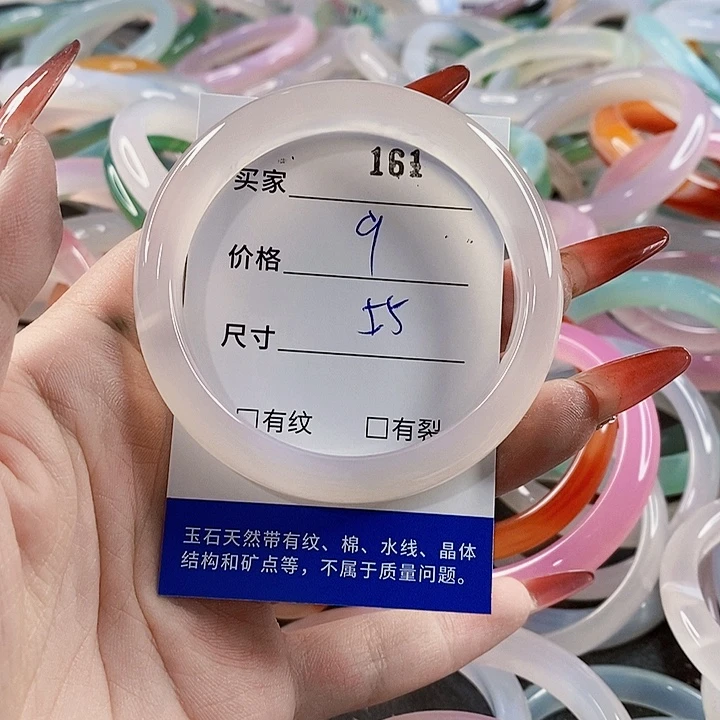 161
买家
价格 9
尺寸 55
□有纹 □有裂
玉石天然带有纹、棉、水线、晶体
结构和矿点等，不属于质量问题。